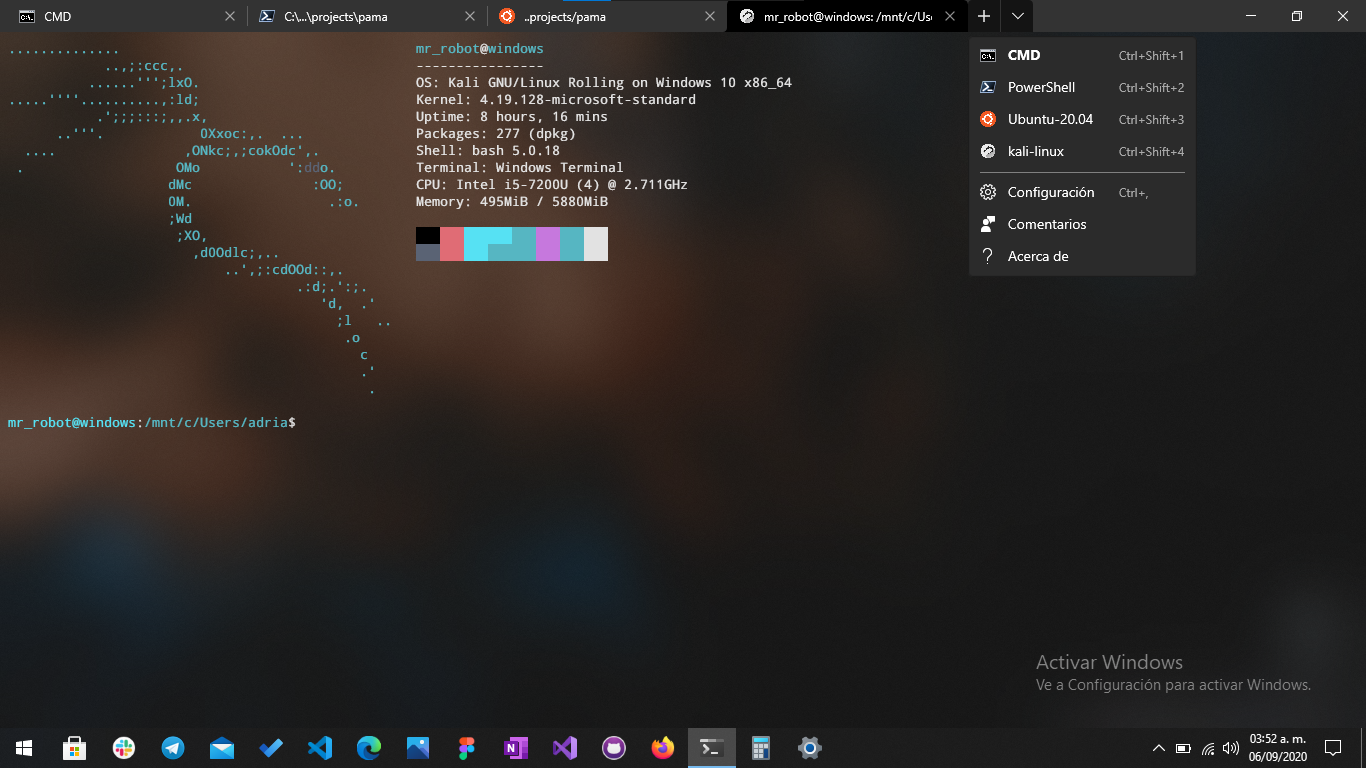 CMD
C:\...\projects\pama
..projects/pama
mr_robot@windows: /mnt/c/Use
CMD Ctrl+Shift+1
PowerShell Ctrl+Shift+2
Ubuntu-20.04 Ctrl+Shift+3
kali-linux Ctrl+Shift+4
Configuración Ctrl+,
Comentarios
Acerca de
..............
            ..,;:ccc,.
          ......''';lxO.
.....''''..........,:ld;
           .';;;:::;,,.x,
      ..'''.            0Xxoc:,.  ...
  ....                ,ONkc;,;cokOdc',.
 .                   OMo           ':ddo.
                    dMc               :OO;
                    0M.                 .:o.
                    ;Wd
                     ;XO,
                       ,d0Odlc;,..
                           ..',;:cdOOd::,.
                                    .:d;.':;.
                                       'd,  .'
                                         ;l   ..
                                          .o
                                            c
                                            .'
                                             .
mr_robot@windows
----------------
OS: Kali GNU/Linux Rolling on Windows 10 x86_64
Kernel: 4.19.128-microsoft-standard
Uptime: 8 hours, 16 mins
Packages: 277 (dpkg)
Shell: bash 5.0.18
Terminal: Windows Terminal
CPU: Intel i5-7200U (4) @ 2.711GHz
Memory: 495MiB / 5880MiB
mr_robot@windows:/mnt/c/Users/adria$
Activar Windows
Ve a Configuración para activar Windows.
03:52 a. m.
06/09/2020